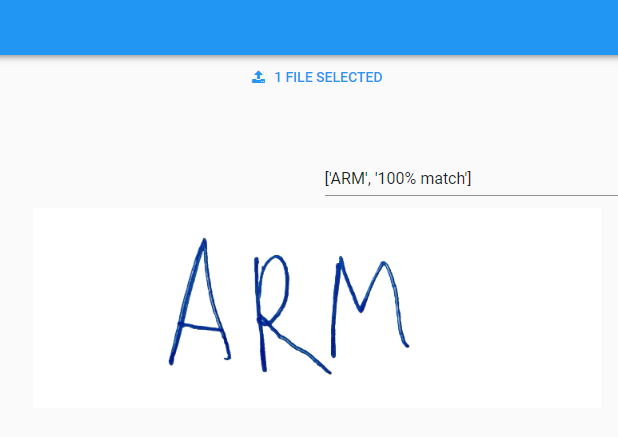 1 FILE SELECTED
['ARM', '100% match']
ARM